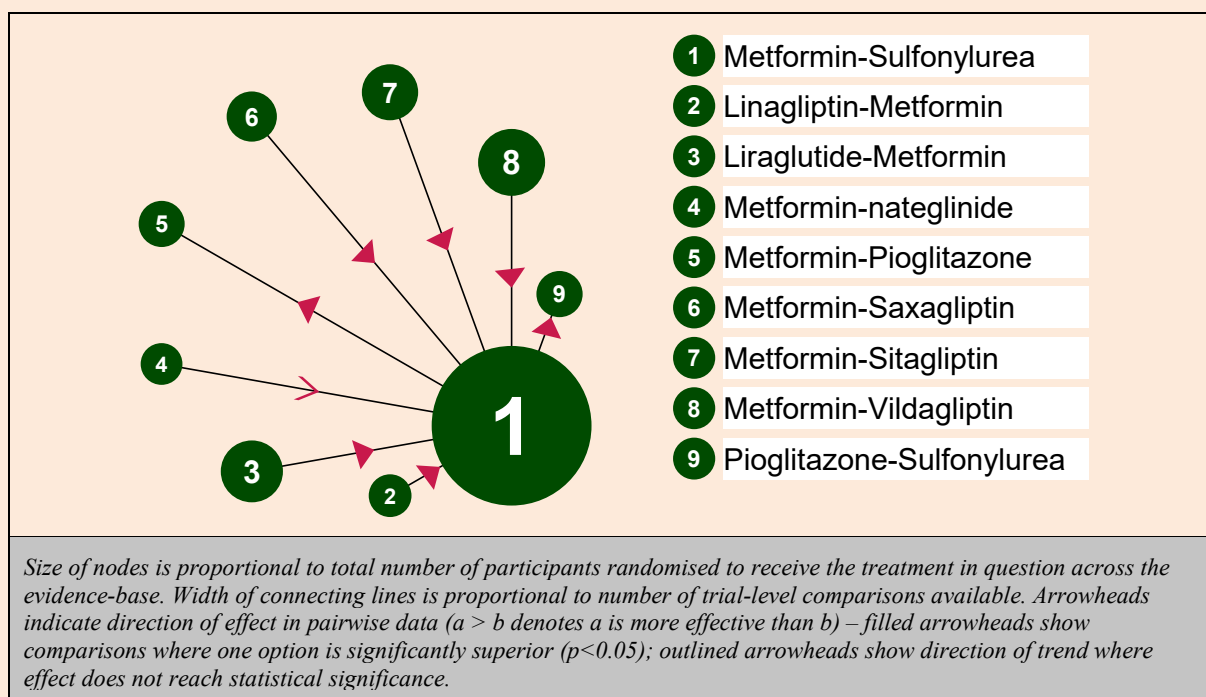 7
6
8
5
9
4
1
3
2
1 Metformin-Sulfonylurea
2 Linagliptin-Metformin
3 Liraglutide-Metformin
4 Metformin-nateglinide
5 Metformin-Pioglitazone
6 Metformin-Saxagliptin
7 Metformin-Sitagliptin
8 Metformin-Vildagliptin
9 Pioglitazone-Sulfonylurea
Size of nodes is proportional to total number of participants randomised to receive the treatment in question across the
evidence-base. Width of connecting lines is proportional to number of trial-level comparisons available. Arrowheads
indicate direction of effect in pairwise data (a > b denotes a is more effective than b) – filled arrowheads show
comparisons where one option is significantly superior (p<0.05); outlined arrowheads show direction of trend where
effect does not reach statistical significance.